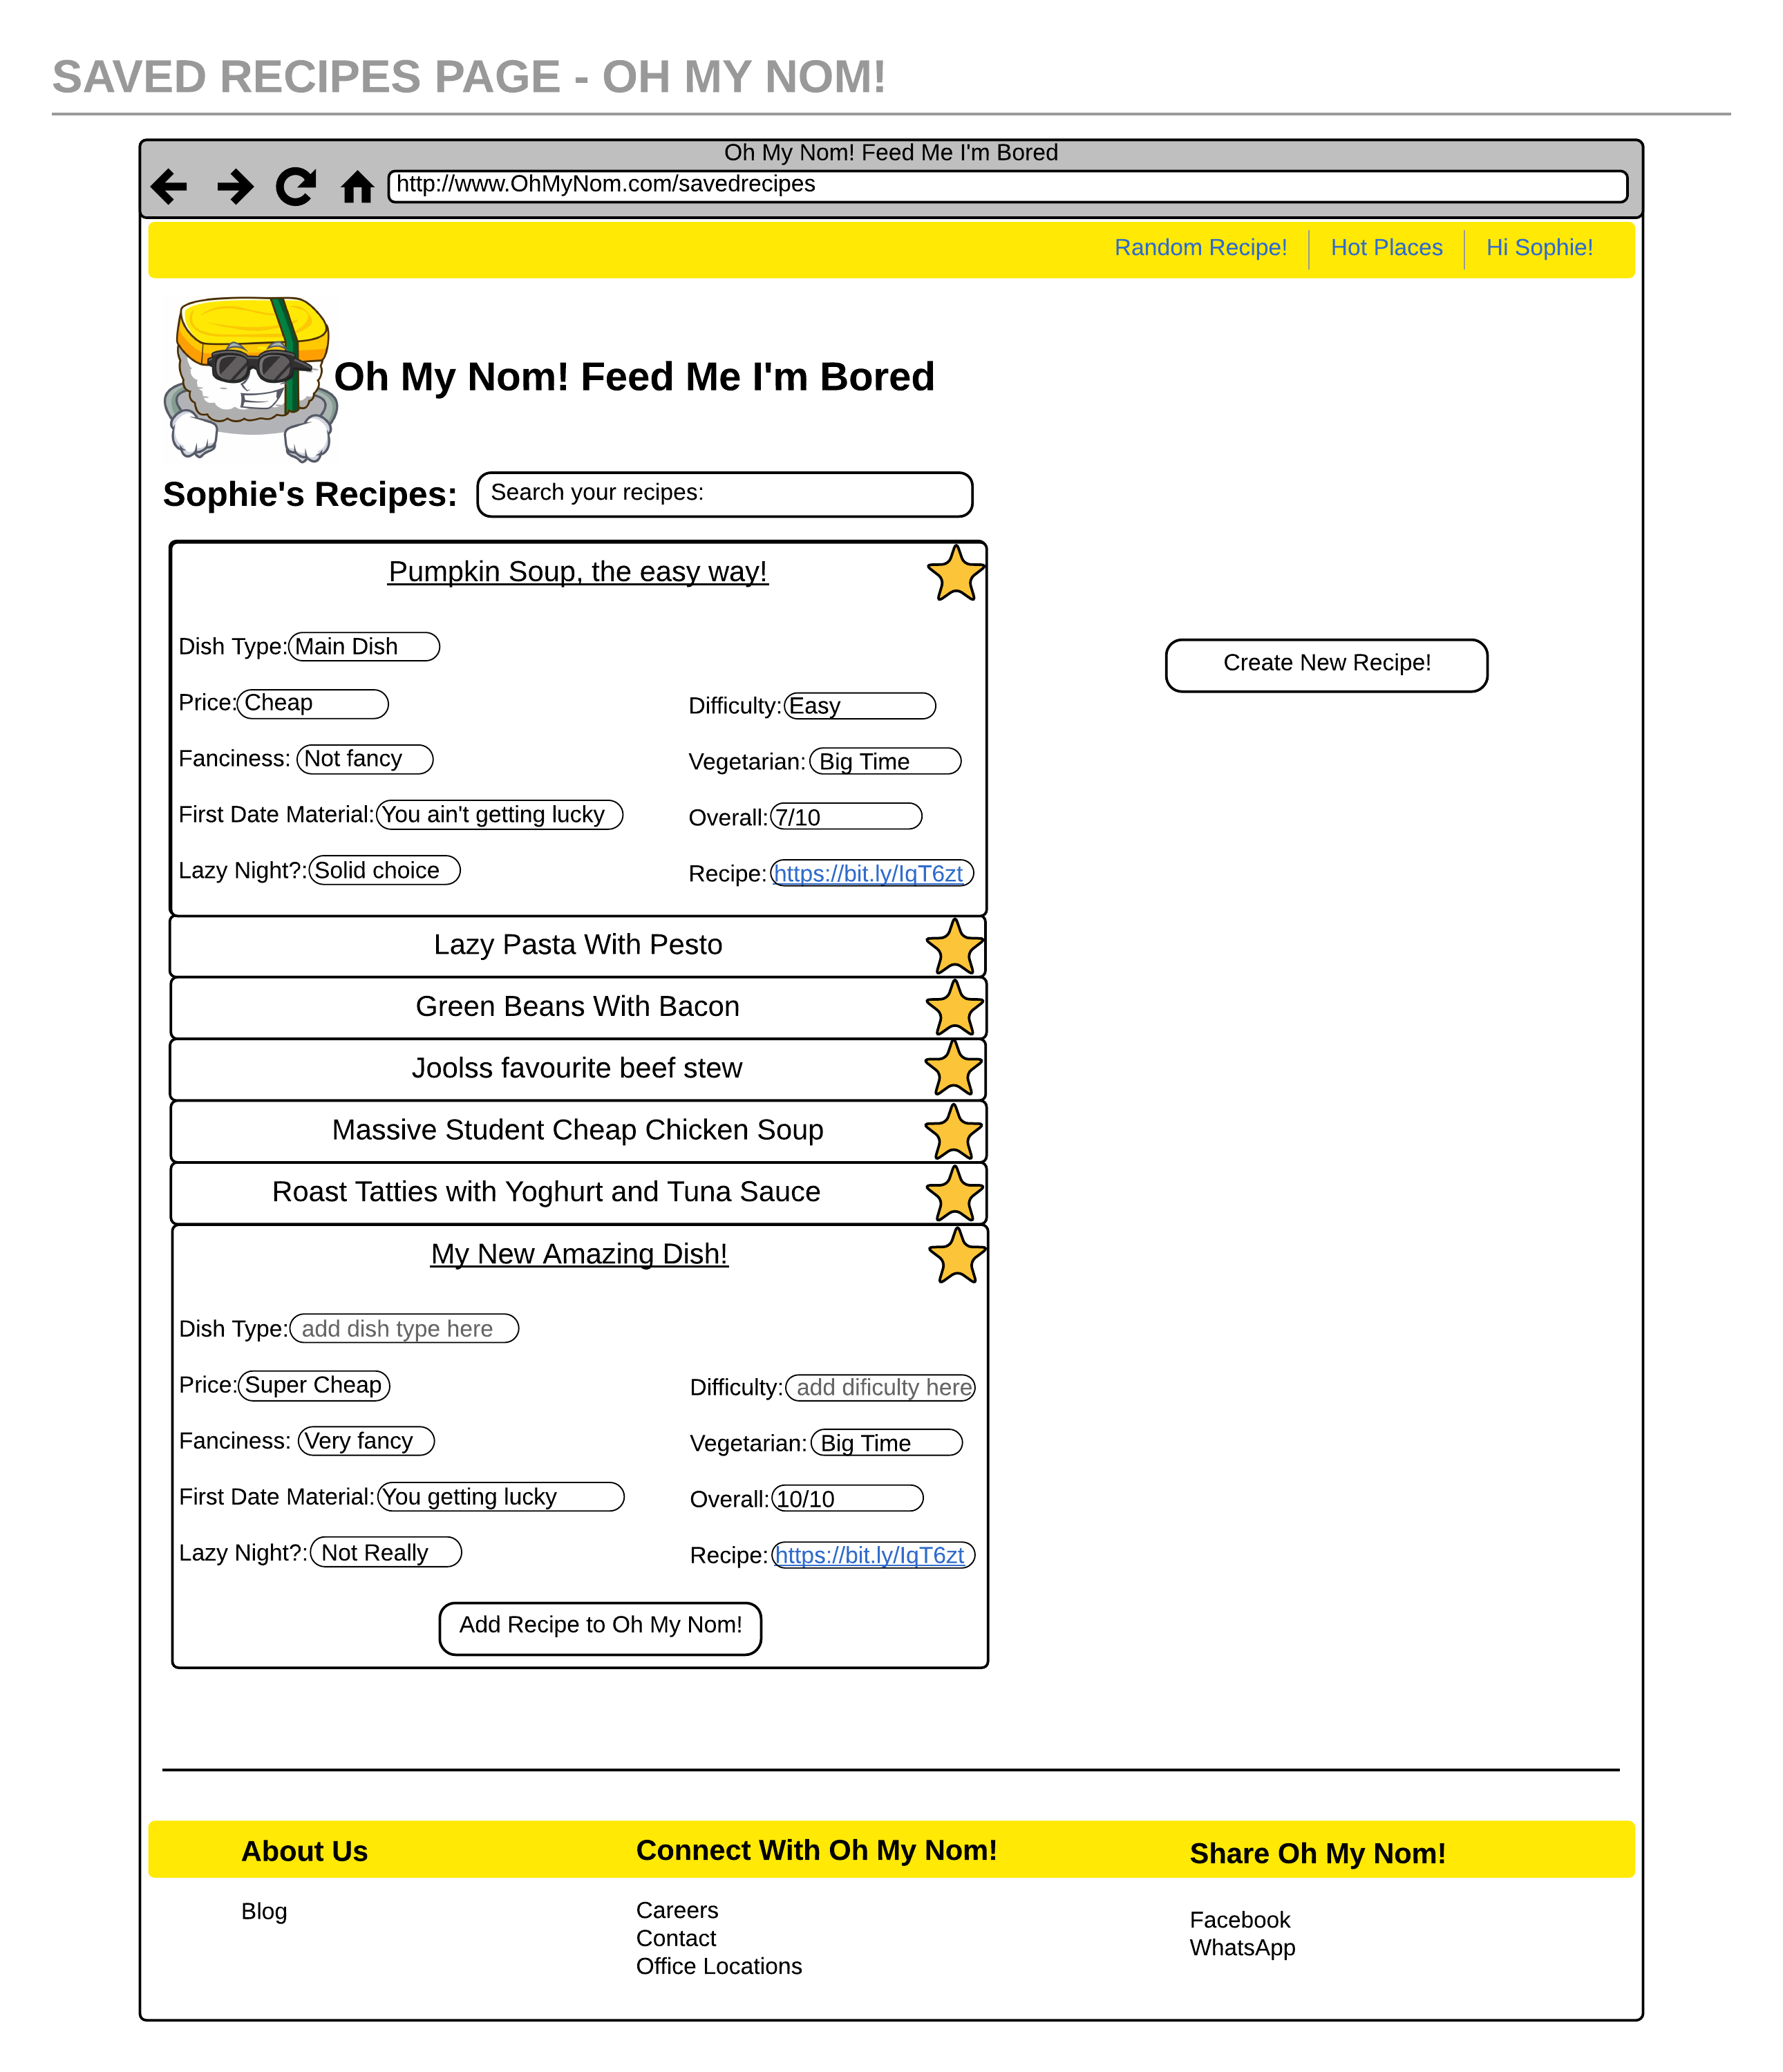 SAVED RECIPES PAGE - OH MY NOM!
Oh My Nom! Feed Me I'm Bored
http://www.OhMyNom.com/savedrecipes
Random Recipe! Hot Places Hi Sophie!
Oh My Nom! Feed Me I'm Bored
Sophie's Recipes: Search your recipes:
Pumpkin Soup, the easy way!
Dish Type: Main Dish
Create New Recipe!
Price: Cheap Difficulty: Easy
Fanciness: Not fancy Vegetarian: Big Time
First Date Material: You ain't getting lucky Overall: 7/10
Lazy Night?: Solid choice Recipe: https://bit.ly/IqT6zt
Lazy Pasta With Pesto
Green Beans With Bacon
Joolss favourite beef stew
Massive Student Cheap Chicken Soup
Roast Tatties with Yoghurt and Tuna Sauce
My New Amazing Dish!
Dish Type: add dish type here
Price: Super Cheap Difficulty: add dificulty here
Fanciness: Very fancy Vegetarian: Big Time
First Date Material: You getting lucky Overall: 10/10
Lazy Night?: Not Really Recipe: https://bit.ly/IqT6zt
Add Recipe to Oh My Nom!
About Us Connect With Oh My Nom! Share Oh My Nom!
Blog
Careers
Contact
Office Locations
Facebook
WhatsApp